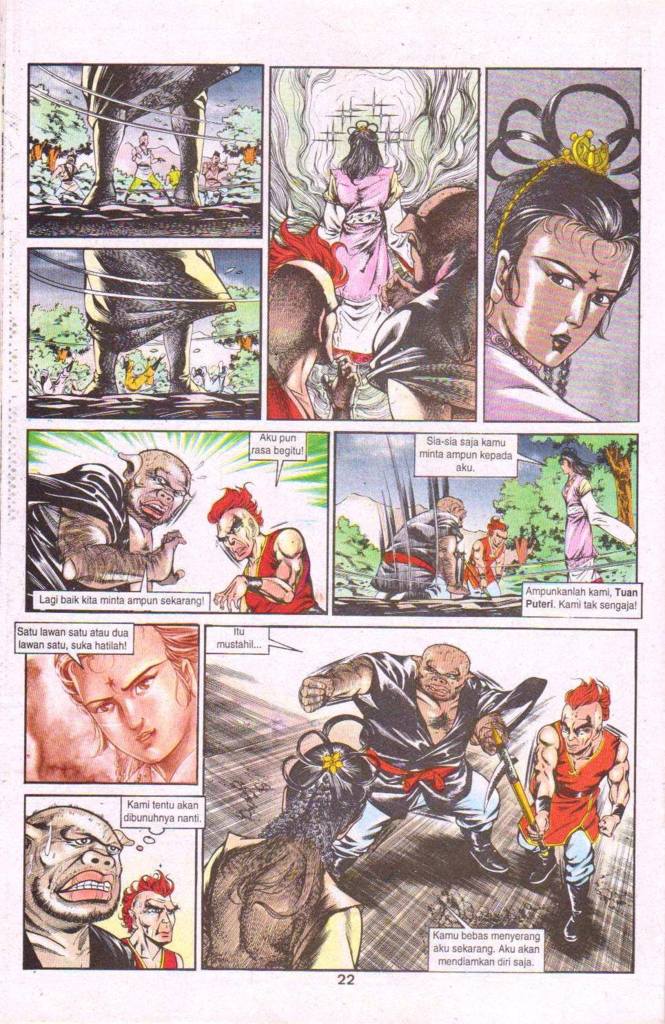 Aku pun
rasa begitu!
Lagi baik kita minta ampun sekarang!
Sia-sia saja kamu
minta ampun kepada
aku.
Ampunkanlah kami, Tuan
Puteri. Kami tak sengaja!
Satu lawan satu atau dua
lawan satu, suka hatilah!
Itu
mustahil...
Kami tentu akan
dibunuhnya nanti.
Kamu bebas menyerang
aku sekarang. Aku akan
mendiamkan diri saja.
22